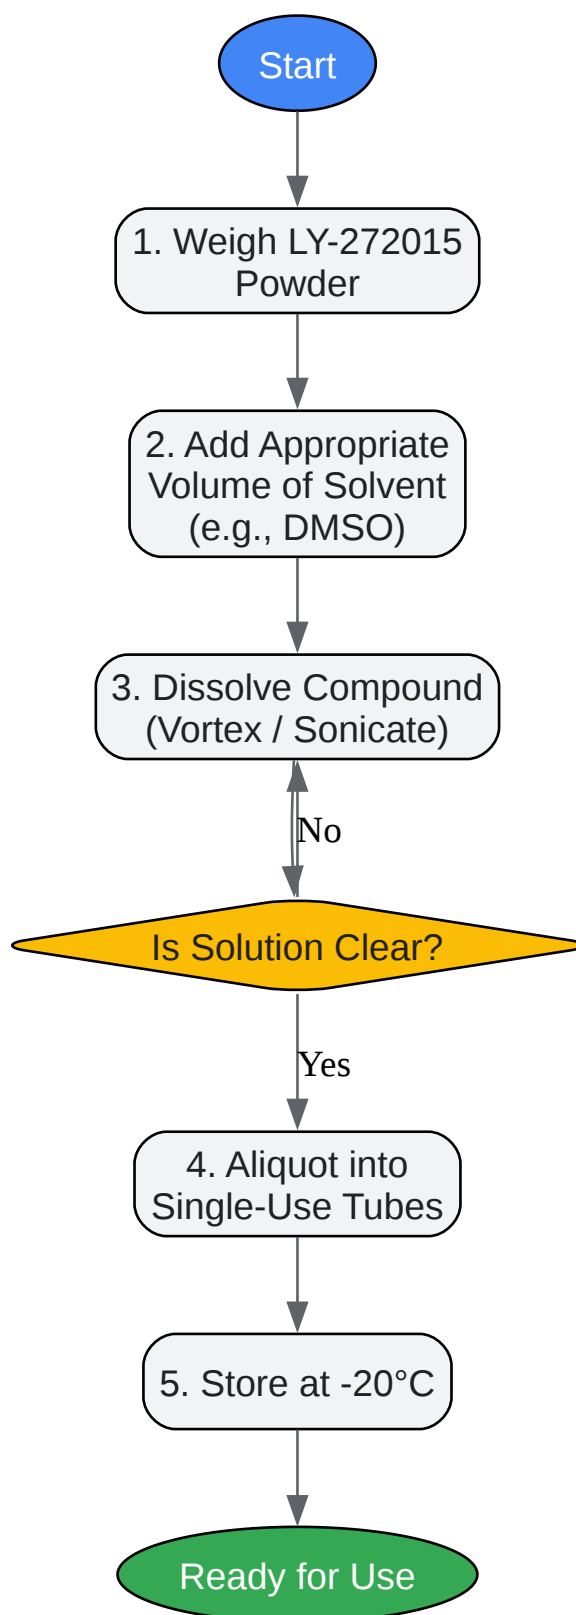 Start
1. Weigh LY-272015
Powder
2. Add Appropriate
Volume of Solvent
(e.g., DMSO)
3. Dissolve Compound
(Vortex / Sonicate)
No
Is Solution Clear?
Yes
4. Aliquot into
Single-Use Tubes
5. Store at -20°C
Ready for Use